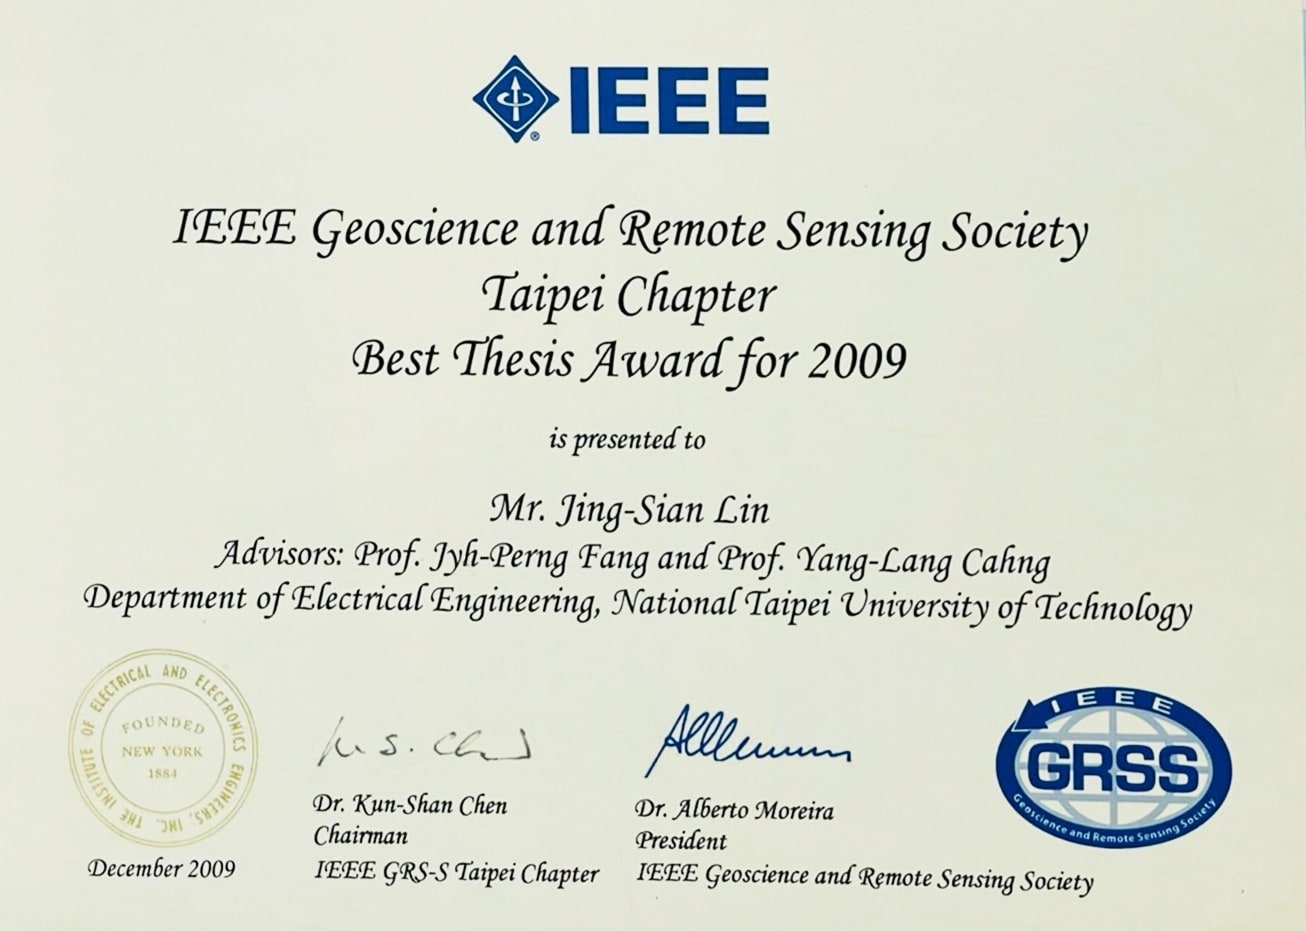 IEEE
IEEE Geoscience and Remote Sensing Society
Taipei Chapter
Best Thesis Award for 2009
is presented to
Mr. Jing-Sian Lin
Advisors: Prof. Jyh-Perng Fang and Prof. Yang-Lang Cahng
Department of Electrical Engineering, National Taipei University of Technology
THE INSTITUTE OF ELECTRICAL AND ELECTRONICS ENGINEERS, INC.
FOUNDED
NEW YORK
1884
December 2009
Dr. Kun-Shan Chen
Chairman
IEEE GRS-S Taipei Chapter
Dr. Alberto Moreira
President
IEEE Geoscience and Remote Sensing Society
IEEE
GRSS
Geoscience and Remote Sensing Society